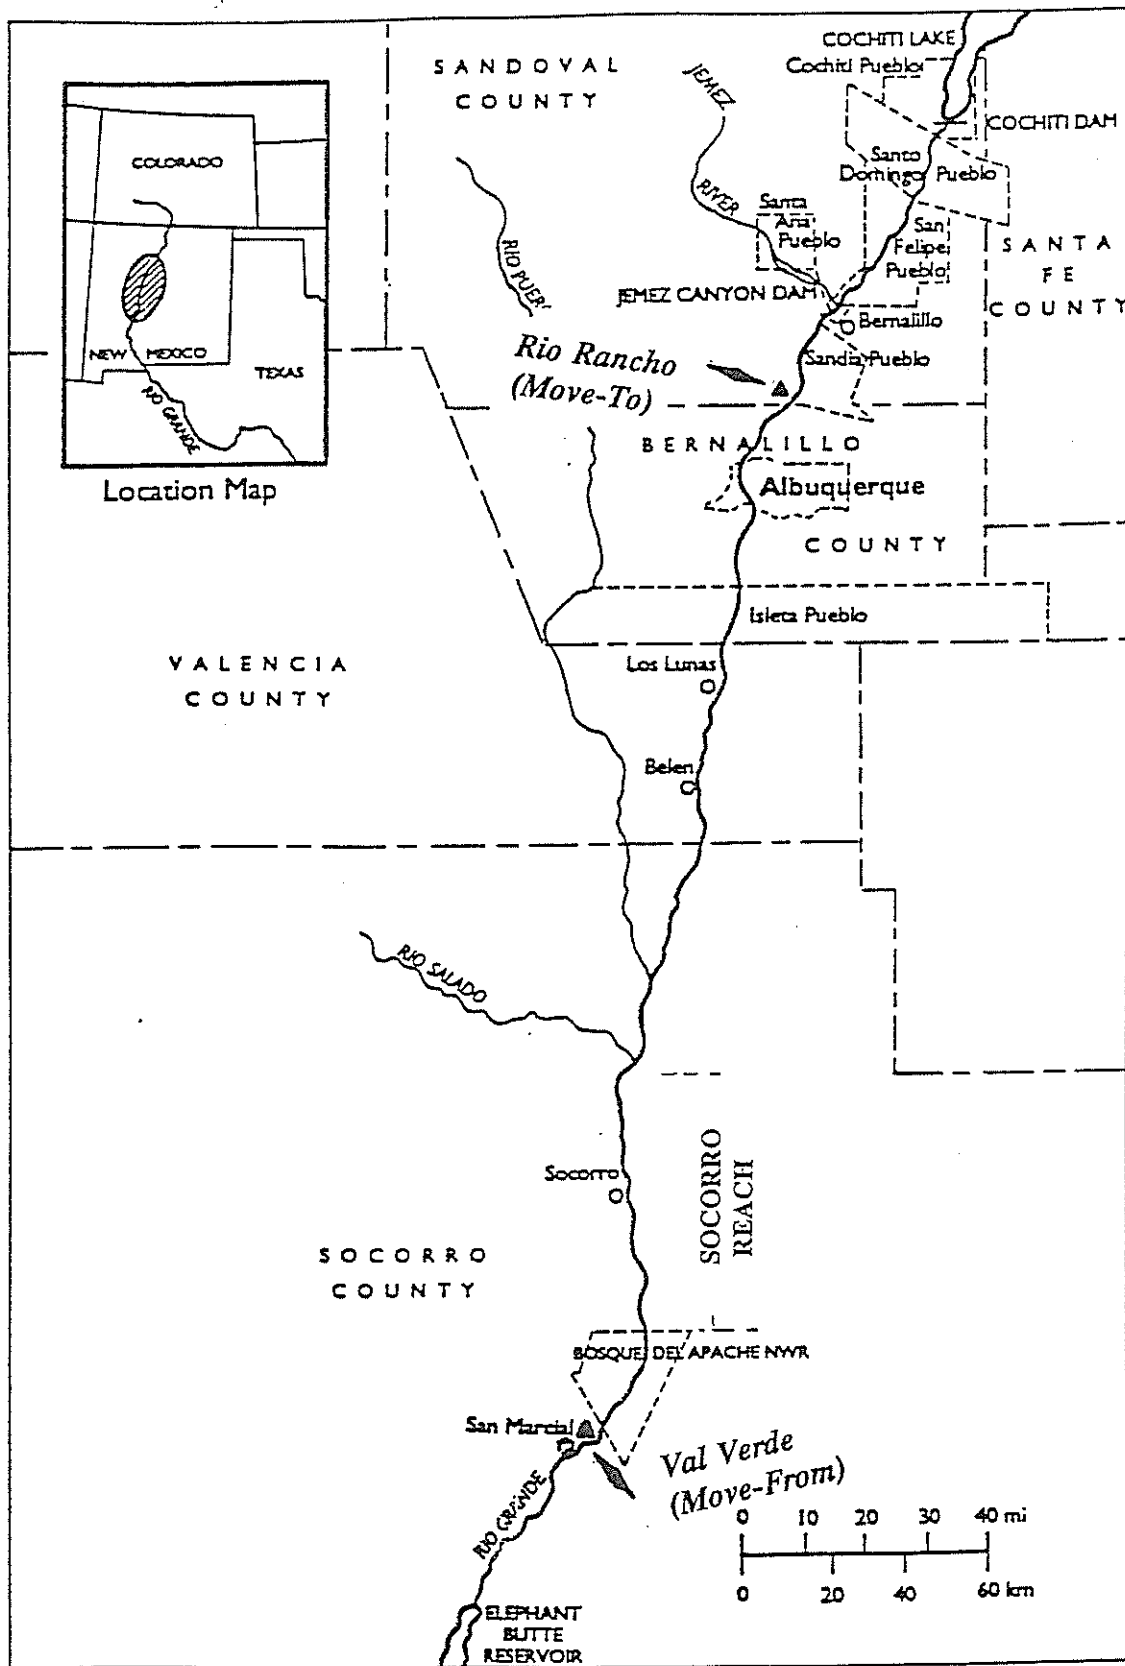 COCHITI LAKE
Cochiti Pueblo
SANDOVAL
COUNTY
JEMEZ
RIVER
COCHITI DAM
Santo
Domingo Pueblo
Santa
Ana
Pueblo
San
Felipe
Pueblo
SANTA
FE
COUNTY
RIO PUER
JEMEZ CANYON DAM
Bernalillo
Sandia Pueblo
Rio Rancho
(Move-To)
COLORADO
NEW MEXICO
TEXAS
RIO GRANDE
Location Map
BERNALILLO
Albuquerque
COUNTY
Isleta Pueblo
Los Lunas
VALENCIA
COUNTY
Belen
RIO SALADO
SOCORRO
REACH
Socorro
SOCORRO
COUNTY
BOSQUE DEL APACHE NWR
San Marcial
Val Verde
(Move-From)
RIO GRANDE
0 10 20 30 40 mi
0 20 40 60 km
ELEPHANT
BUTTE
RESERVOIR